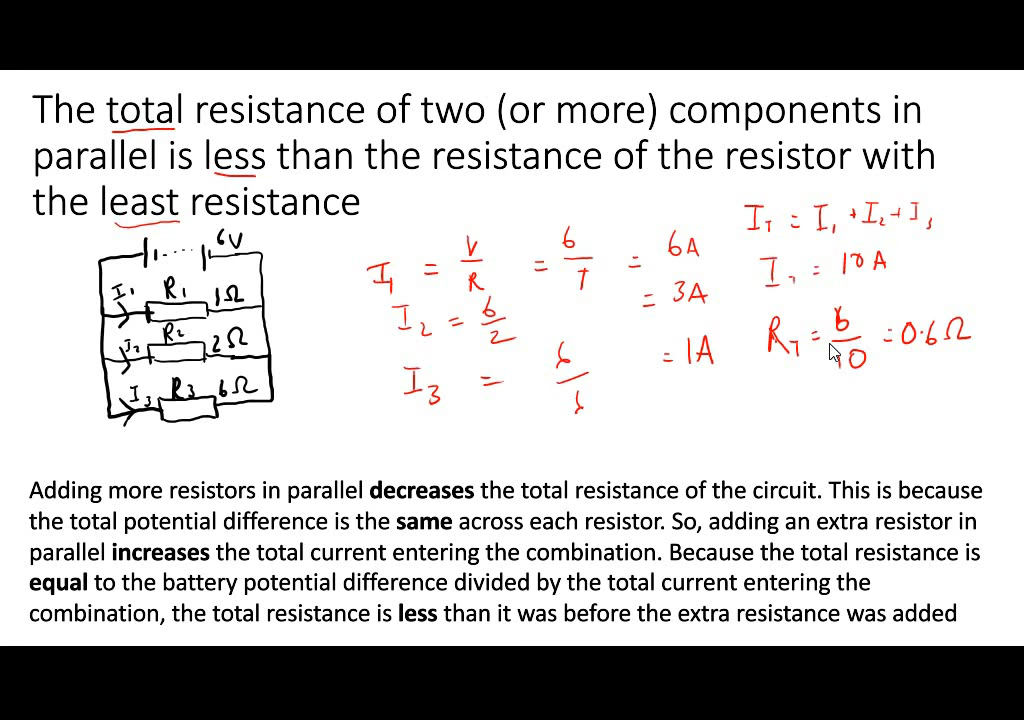 The total resistance of two (or more) components in
parallel is less than the resistance of the resistor with
the least resistance
6V
I₁ R₁ 1Ω
I₂ R₂ 2Ω
I₃ R₃ 6Ω
I₁ = V/R = 6/1 = 6A
I₂ = 6/2 = 3A
I₃ = 6/6 = 1A
I_T = I₁ + I₂ + I₃
I_T = 10A
R_T = 6/10 = 0.6Ω
Adding more resistors in parallel decreases the total resistance of the circuit. This is because
the total potential difference is the same across each resistor. So, adding an extra resistor in
parallel increases the total current entering the combination. Because the total resistance is
equal to the battery potential difference divided by the total current entering the
combination, the total resistance is less than it was before the extra resistance was added